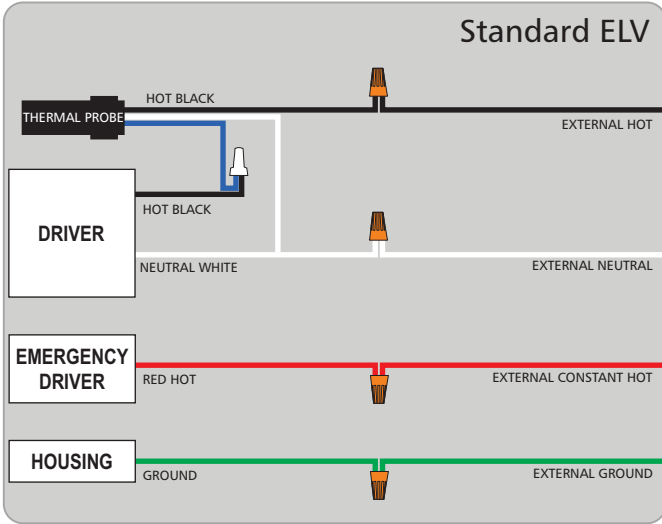 Standard ELV
HOT BLACK
THERMAL PROBE
EXTERNAL HOT
HOT BLACK
DRIVER
NEUTRAL WHITE
EXTERNAL NEUTRAL
EMERGENCY
DRIVER
RED HOT
EXTERNAL CONSTANT HOT
HOUSING
GROUND
EXTERNAL GROUND